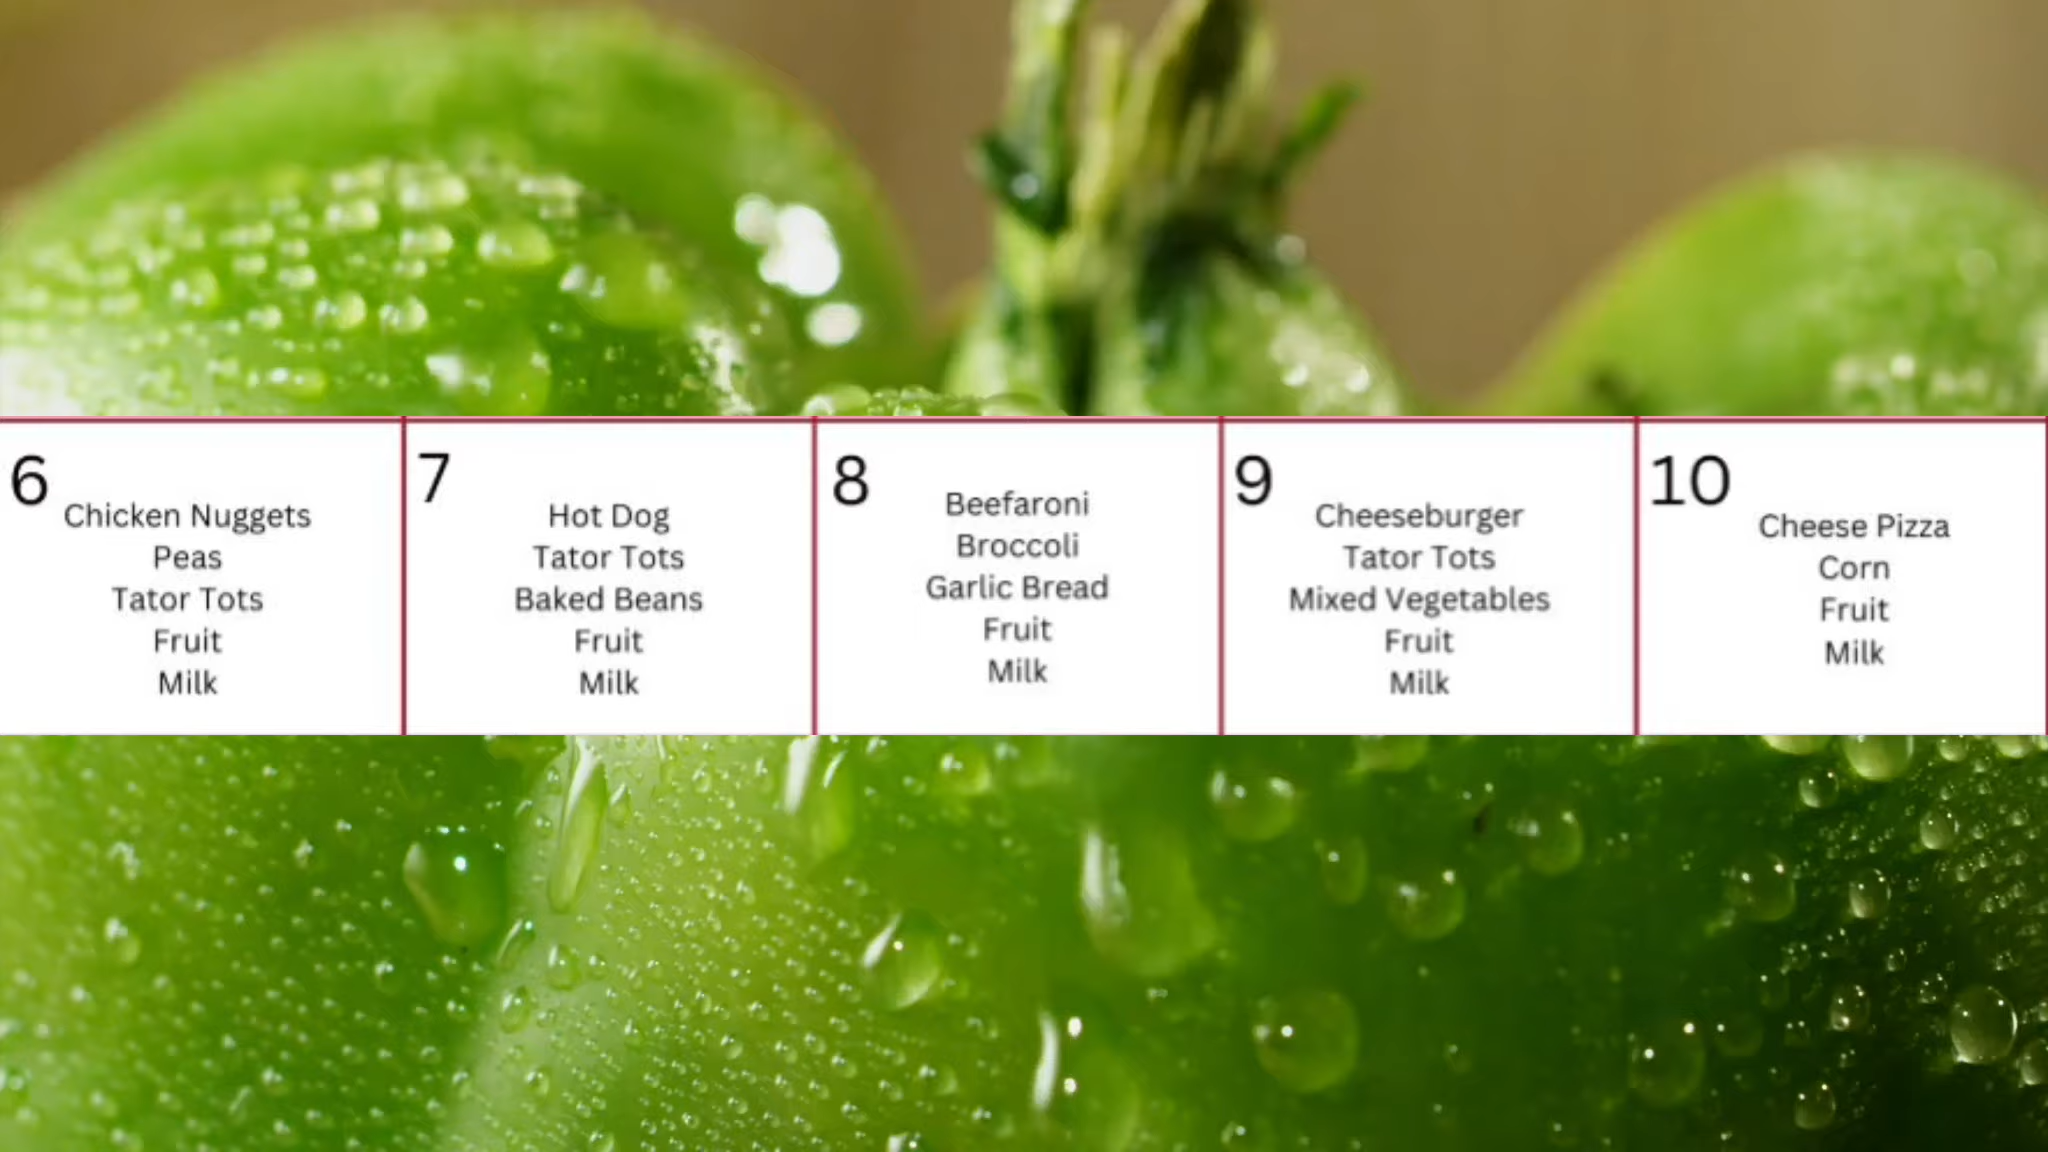 6
Chicken Nuggets
Peas
Tator Tots
Fruit
Milk
7
Hot Dog
Tator Tots
Baked Beans
Fruit
Milk
8
Beefaroni
Broccoli
Garlic Bread
Fruit
Milk
9
Cheeseburger
Tator Tots
Mixed Vegetables
Fruit
Milk
10
Cheese Pizza
Corn
Fruit
Milk